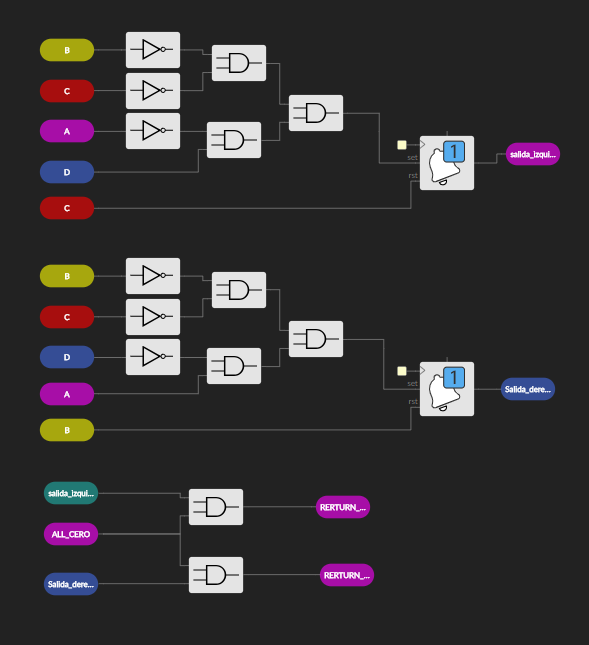 B
C
A
D
C
1
set
rst
salida_izqui...
B
C
D
A
B
1
set
rst
Salida_dere...
salida_izqui...
ALL_CERO
Salida_dere...
RERTURN_...
RERTURN_...